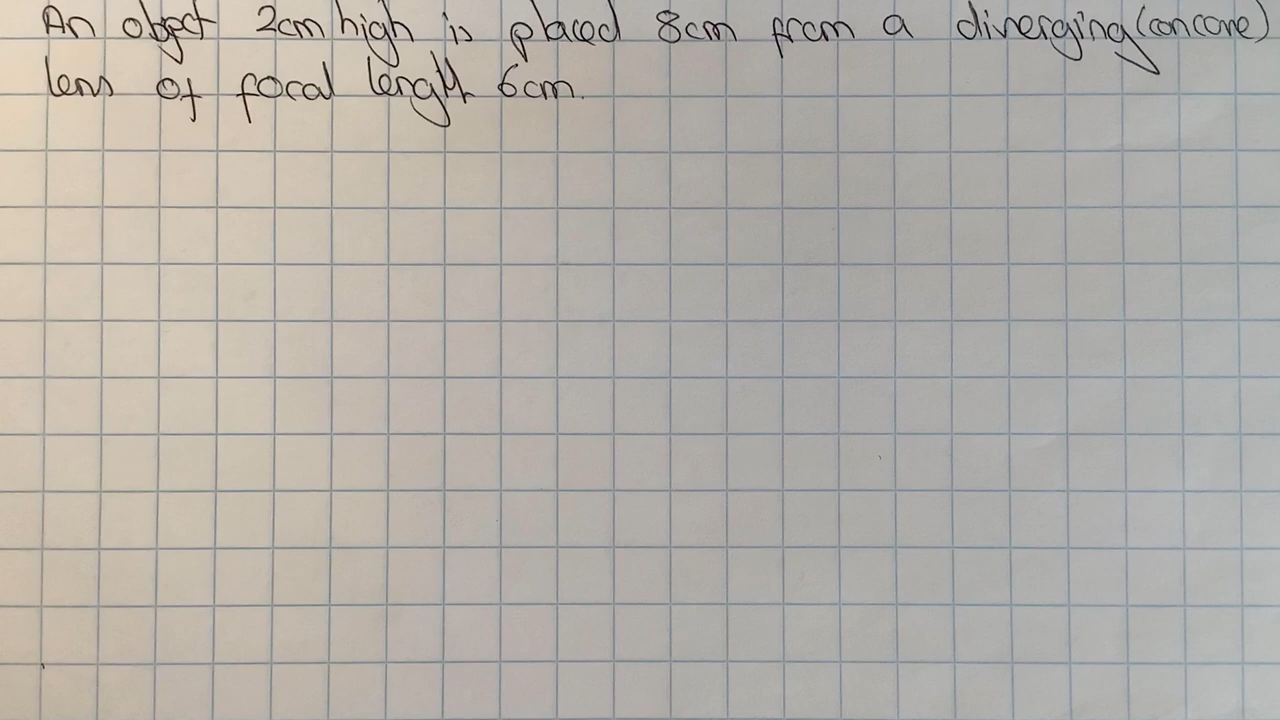 An object 2cm high is placed 8cm from a diverging (concave)
lens of focal length 6cm.